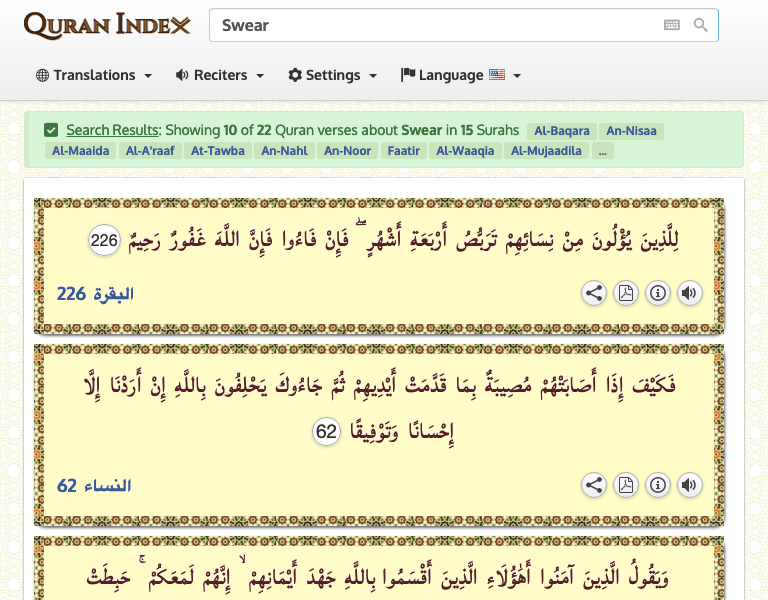 QURAN INDEX
Swear
Translations Reciters Settings Language
Search Results: Showing 10 of 22 Quran verses about Swear in 15 Surahs Al-Baqara An-Nisaa
Al-Maaida Al-A'raaf At-Tawba An-Nahl An-Noor Faatir Al-Waaqia Al-Mujaadila ...
لِلَّذِينَ يُؤْلُونَ مِنْ نِسَائِهِمْ تَرَبُّصُ أَرْبَعَةِ أَشْهُرٍ ۖ فَإِنْ فَاءُوا فَإِنَّ اللَّهَ غَفُورٌ رَحِيمٌ 226
البقرة 226
فَكَيْفَ إِذَا أَصَابَتْهُمْ مُصِيبَةٌ بِمَا قَدَّمَتْ أَيْدِيهِمْ ثُمَّ جَاءُوكَ يَحْلِفُونَ بِاللَّهِ إِنْ أَرَدْنَا إِلَّا
إِحْسَانًا وَتَوْفِيقًا 62
النساء 62
وَيَقُولُ الَّذِينَ آمَنُوا أَهَٰؤُلَاءِ الَّذِينَ أَقْسَمُوا بِاللَّهِ جَهْدَ أَيْمَانِهِمْ ۙ إِنَّهُمْ لَمَعَكُمْ ۚ حَبِطَتْ